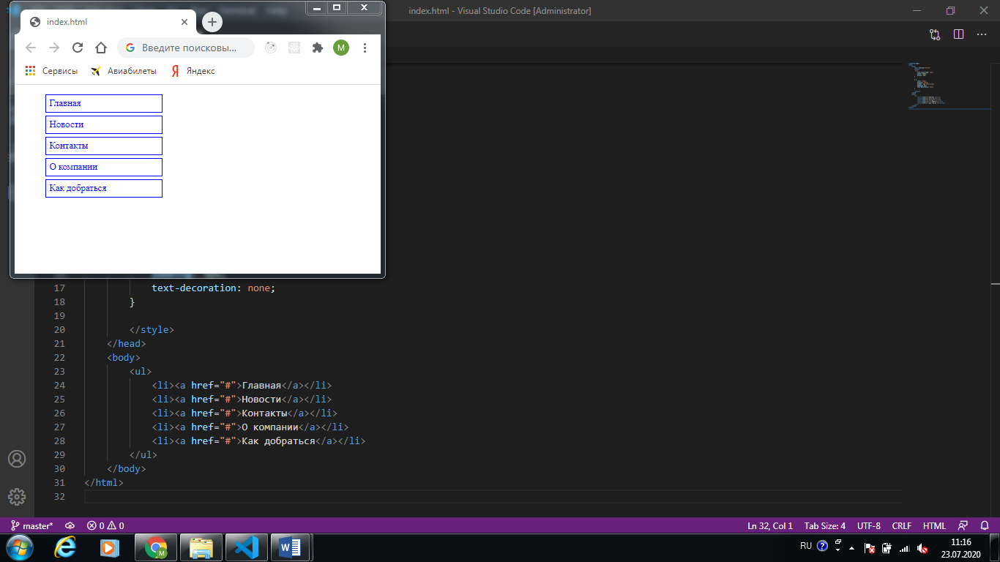 index.html - Visual Studio Code [Administrator]
index.html
Введите поисковы...
M
Сервисы
Авиабилеты
Я Яндекс
Главная
Новости
Контакты
О компании
Как добраться
17 text-decoration: none;
18 }
19
20 </style>
21 </head>
22 <body>
23 <ul>
24 <li><a href="#">Главная</a></li>
25 <li><a href="#">Новости</a></li>
26 <li><a href="#">Контакты</a></li>
27 <li><a href="#">О компании</a></li>
28 <li><a href="#">Как добраться</a></li>
29 </ul>
30 </body>
31 </html>
32
master* 0 0 Ln 32, Col 1 Tab Size: 4 UTF-8 CRLF HTML
RU 11:16
23.07.2020